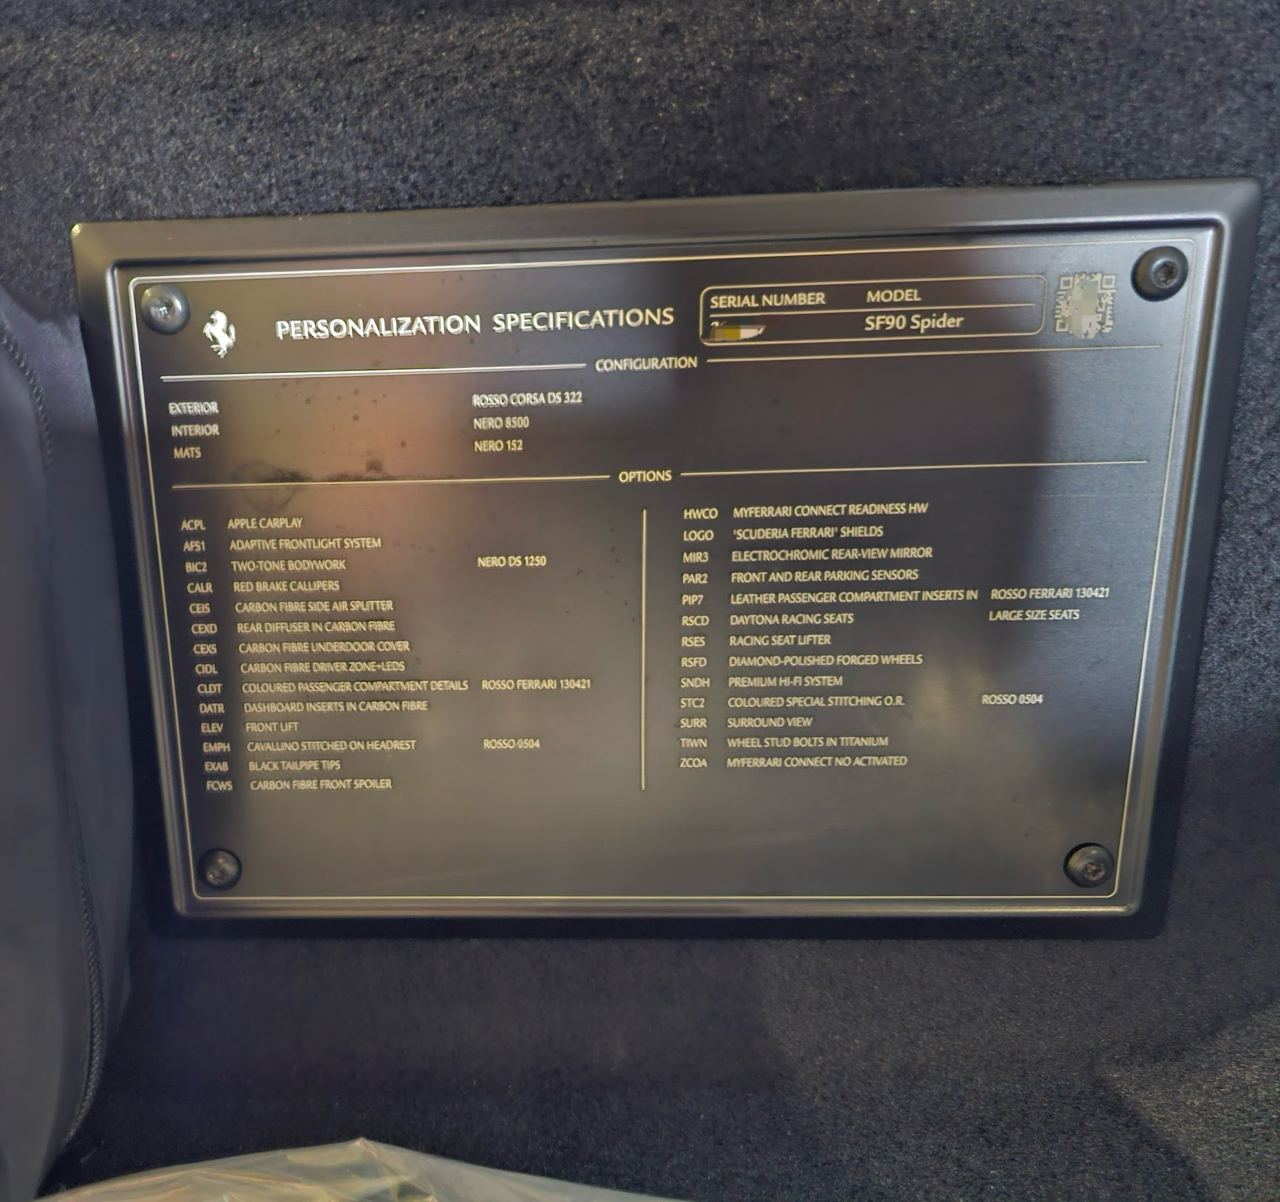 PERSONALIZATION SPECIFICATIONS
SERIAL NUMBER MODEL
SF90 Spider
CONFIGURATION
EXTERIOR ROSSO CORSA DS 322
INTERIOR NERO 8500
MATS NERO 152
OPTIONS
ACPL APPLE CARPLAY
AFS1 ADAPTIVE FRONTLIGHT SYSTEM
BIC2 TWO-TONE BODYWORK NERO DS 1250
CALR RED BRAKE CALLIPERS
CEIS CARBON FIBRE SIDE AIR SPLITTER
CEXD REAR DIFFUSER IN CARBON FIBRE
CEXS CARBON FIBRE UNDERDOOR COVER
CIDL CARBON FIBRE DRIVER ZONE+LEDS
CLDT COLOURED PASSENGER COMPARTMENT DETAILS ROSSO FERRARI 130421
DATR DASHBOARD INSERTS IN CARBON FIBRE
ELEV FRONT LIFT
EMPH CAVALLINO STITCHED ON HEADREST ROSSO 0504
EXAB BLACK TAILPIPE TIPS
FCWS CARBON FIBRE FRONT SPOILER
HWCO MYFERRARI CONNECT READINESS HW
LOGO 'SCUDERIA FERRARI' SHIELDS
MIR3 ELECTROCHROMIC REAR-VIEW MIRROR
PAR2 FRONT AND REAR PARKING SENSORS
PIP7 LEATHER PASSENGER COMPARTMENT INSERTS IN ROSSO FERRARI 130421
RSCD DAYTONA RACING SEATS LARGE SIZE SEATS
RSES RACING SEAT LIFTER
RSFD DIAMOND-POLISHED FORGED WHEELS
SNDH PREMIUM HI-FI SYSTEM
STC2 COLOURED SPECIAL STITCHING O.R. ROSSO 0504
SURR SURROUND VIEW
TIWN WHEEL STUD BOLTS IN TITANIUM
ZCOA MYFERRARI CONNECT NO ACTIVATED